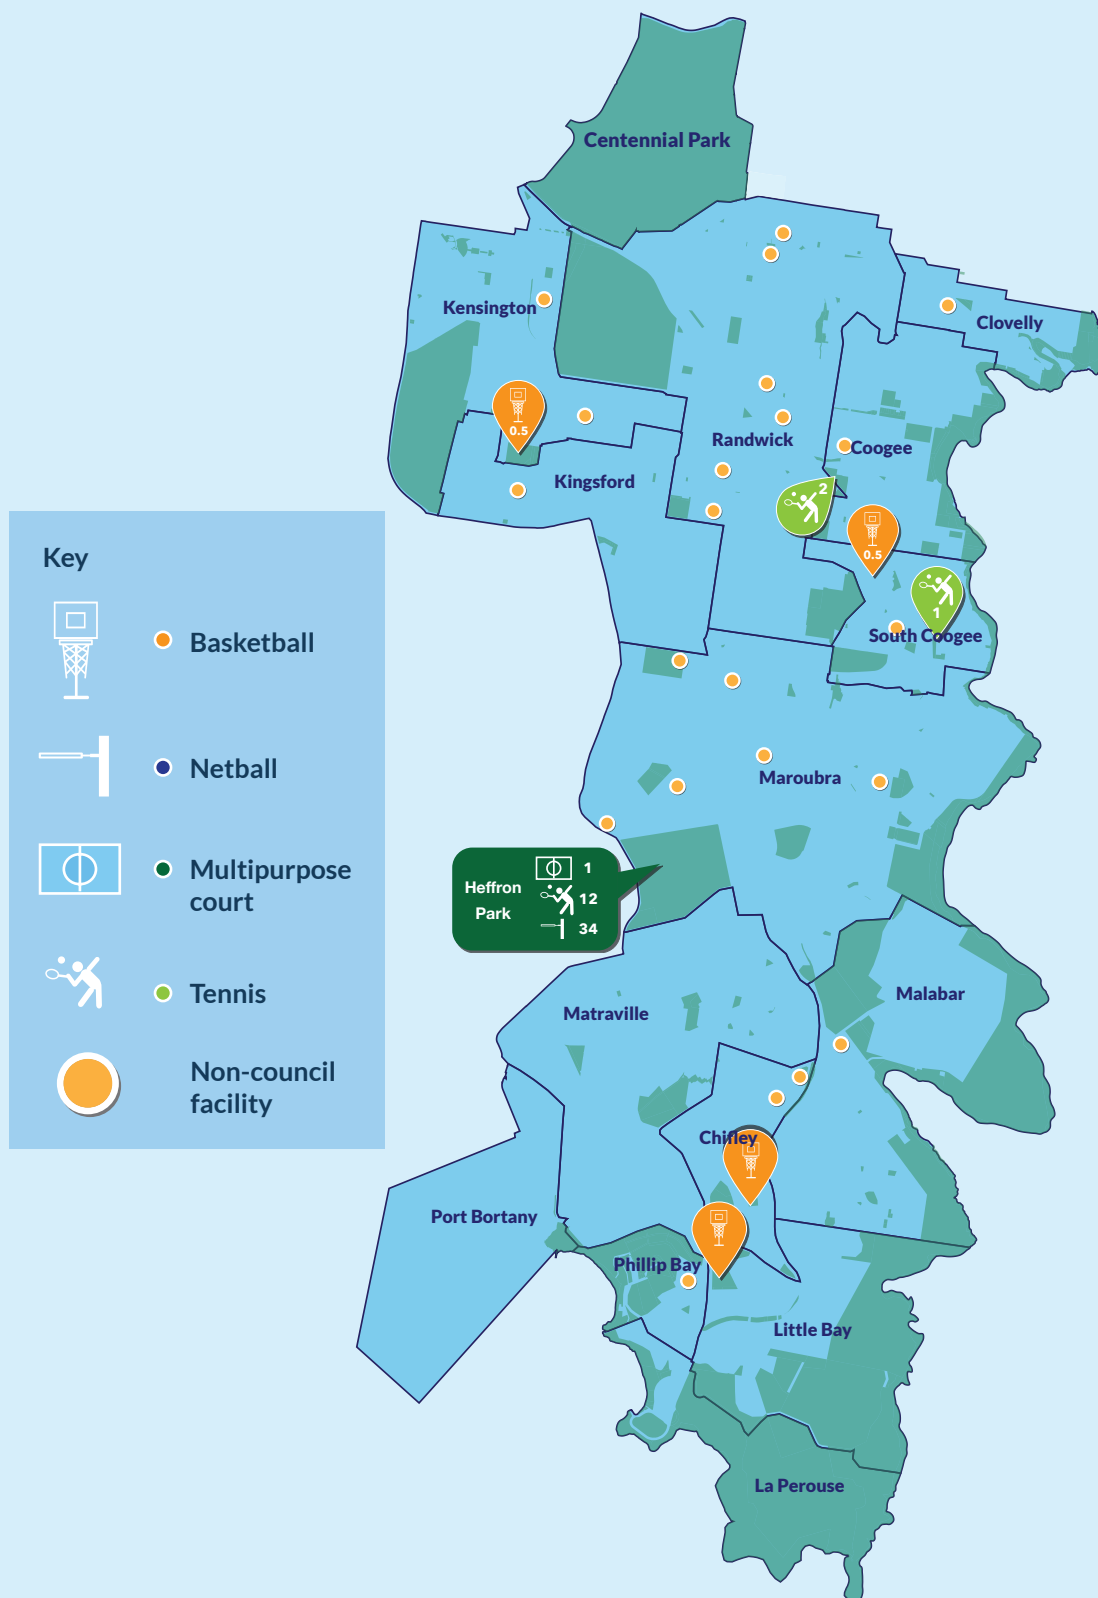 Centennial Park
Kensington
Clovelly
0.5
Randwick
Coogee
Kingsford
2
0.5
1
South Coogee
Key
Basketball
Netball
Multipurpose
court
Tennis
Non-council
facility
Maroubra
Heffron
Park
1
12
34
Malabar
Matraville
Chifley
Port Bortany
Phillip Bay
Little Bay
La Perouse